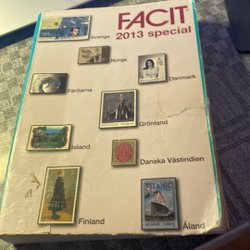 FACIT
2013 special
Sverige
Norge
Danmark
Färöarna
Grönland
Island
Danska Västindien
TITANIC
Finland
Åland